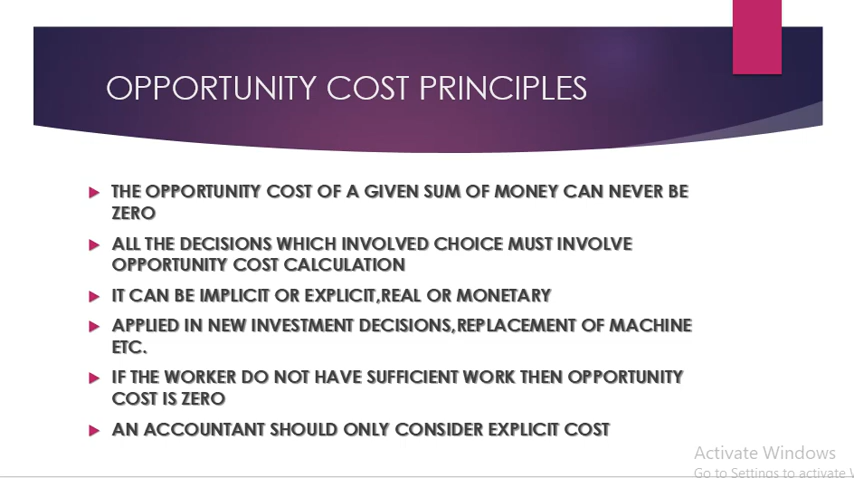 OPPORTUNITY COST PRINCIPLES
THE OPPORTUNITY COST OF A GIVEN SUM OF MONEY CAN NEVER BE
ZERO
ALL THE DECISIONS WHICH INVOLVED CHOICE MUST INVOLVE
OPPORTUNITY COST CALCULATION
IT CAN BE IMPLICIT OR EXPLICIT,REAL OR MONETARY
APPLIED IN NEW INVESTMENT DECISIONS,REPLACEMENT OF MACHINE
ETC.
IF THE WORKER DO NOT HAVE SUFFICIENT WORK THEN OPPORTUNITY
COST IS ZERO
AN ACCOUNTANT SHOULD ONLY CONSIDER EXPLICIT COST
Activate Windows
Go to Settings to activate